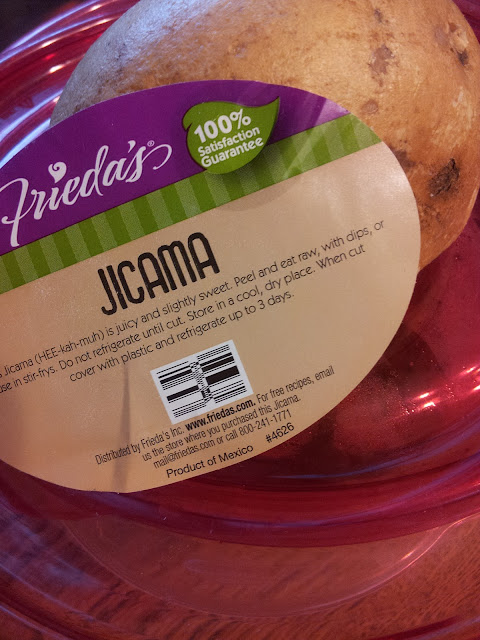 Frieda's®
100%
Satisfaction
Guarantee
JICAMA
Jicama (HEE-kah-muh) is juicy and slightly sweet. Peel and eat raw, with dips, or
use in stir-frys. Do not refrigerate until cut. Store in a cool, dry place. When cut
cover with plastic and refrigerate up to 3 days.
Distributed by Frieda's Inc. www.friedas.com. For free recipes, email
us the store where you purchased this Jicama.
mail@friedas.com or call 800-241-1771
Product of Mexico #4626